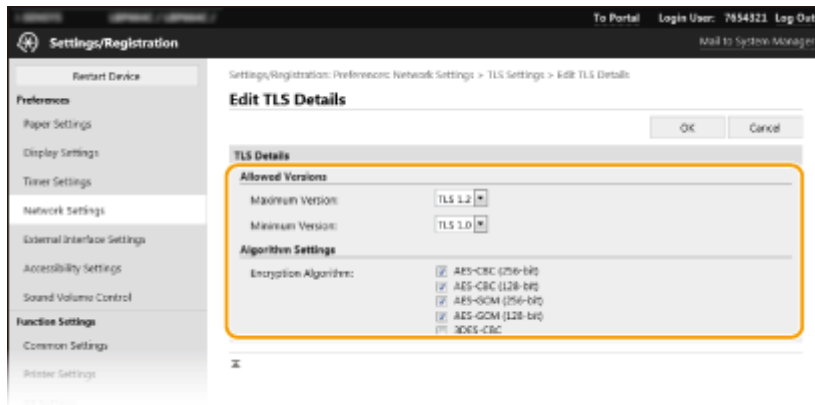 To Portal Login User: 7654321 Log Out
Settings/Registration
Mail to System Manager
Restart Device
Preferences
Paper Settings
Display Settings
Timer Settings
Network Settings
External Interface Settings
Accessibility Settings
Sound Volume Control
Function Settings
Common Settings
Printer Settings
Settings/Registration: Preferences: Network Settings > TLS Settings > Edit TLS Details
Edit TLS Details
OK Cancel
TLS Details
Allowed Versions
Maximum Version: TLS 1.2
Minimum Version: TLS 1.0
Algorithm Settings
Encryption Algorithm: AES-CBC (256-bit)
AES-CBC (128-bit)
AES-GCM (256-bit)
AES-GCM (128-bit)
3DES-CBC